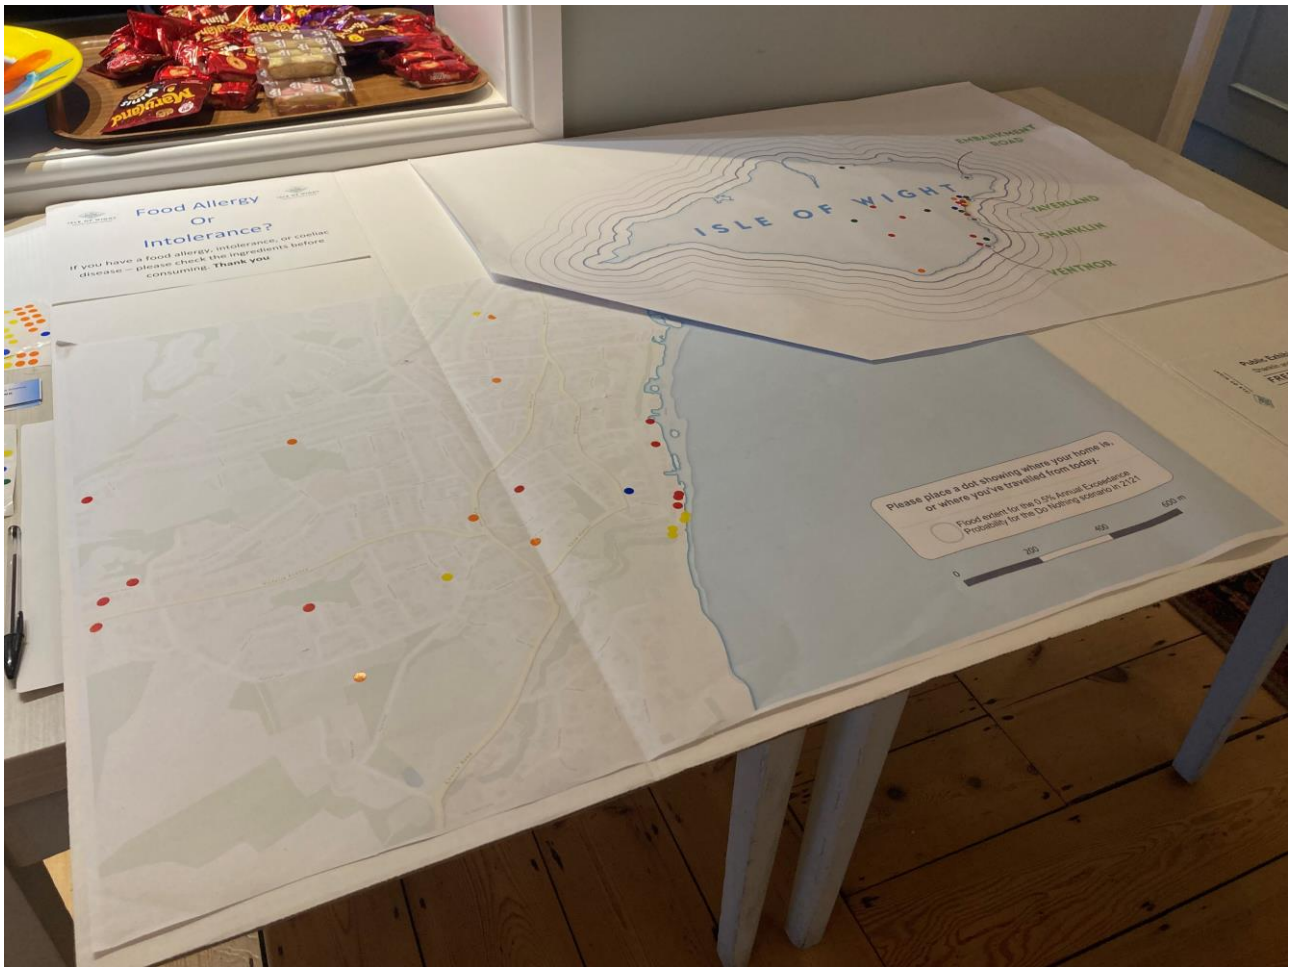 Maryland
Minis
Food Allergy
Or
Intolerance?
If you have a food allergy, intolerance, or coeliac
disease – please check the ingredients before
consuming. Thank you
ISLE OF WIGHT
EMBANKMENT
ROAD
YAVERLAND
SHANKLIN
VENTNOR
Please place a dot showing where your home is,
or where you've travelled from today.
Flood extent for the 0.5% Annual Exceedance
Probability for the Do Nothing scenario in 2121
0 200 400 600 m